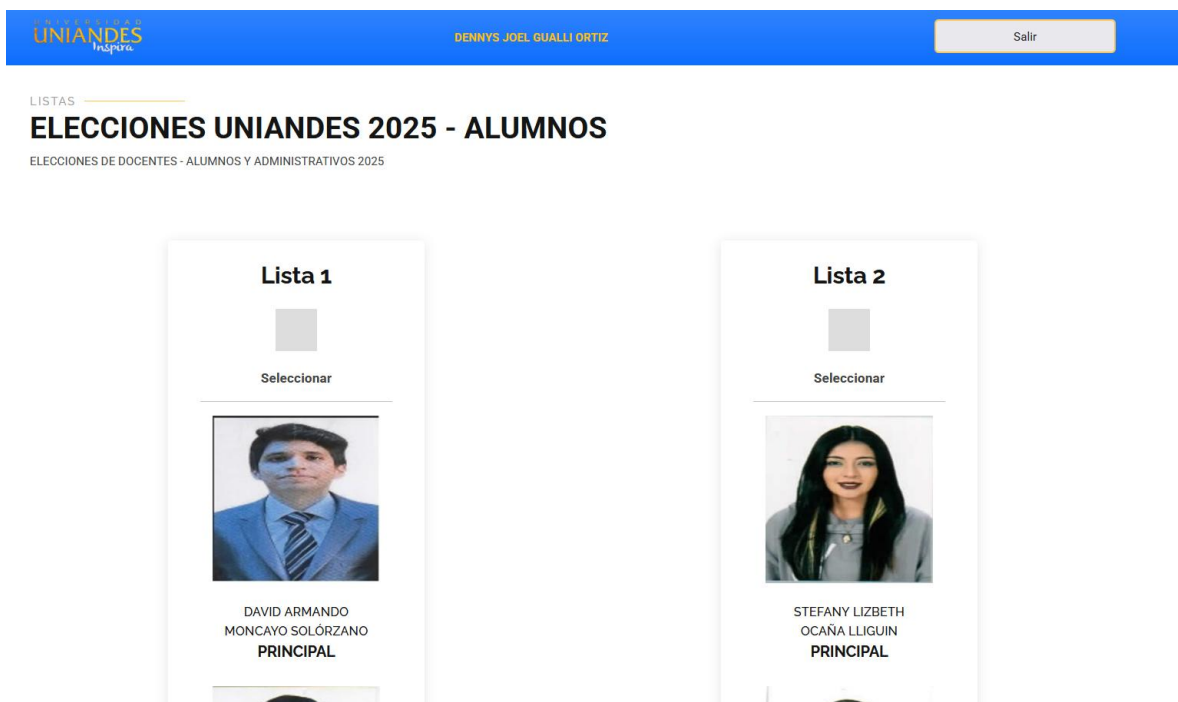 UNIVERSIDAD
UNIANDES
Inspira
DENNYS JOEL GUALLI ORTIZ
Salir
LISTAS
ELECCIONES UNIANDES 2025 - ALUMNOS
ELECCIONES DE DOCENTES - ALUMNOS Y ADMINISTRATIVOS 2025
Lista 1
Seleccionar
DAVID ARMANDO
MONCAYO SOLÓRZANO
PRINCIPAL
Lista 2
Seleccionar
STEFANY LIZBETH
OCAÑA LLIGUIN
PRINCIPAL